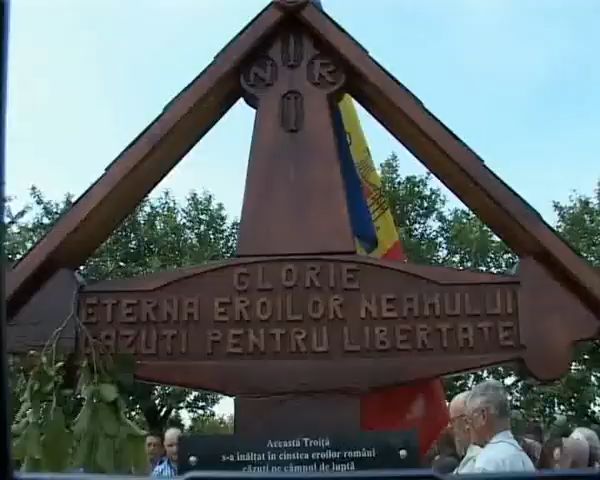 I
N R
I
GLORIE
ETERNA EROILOR NEAMULUI
CAZUTI PENTRU LIBERTATE
Această Troiță
s-a înălțat în cinstea eroilor români
căzuți pe câmpul de luptă